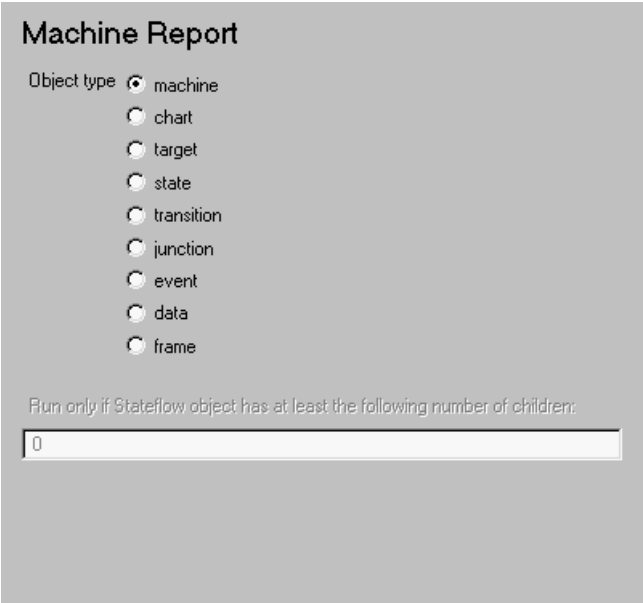 Machine Report
Object type machine
chart
target
state
transition
junction
event
data
frame
Run only if Stateflow object has at least the following number of children:
0